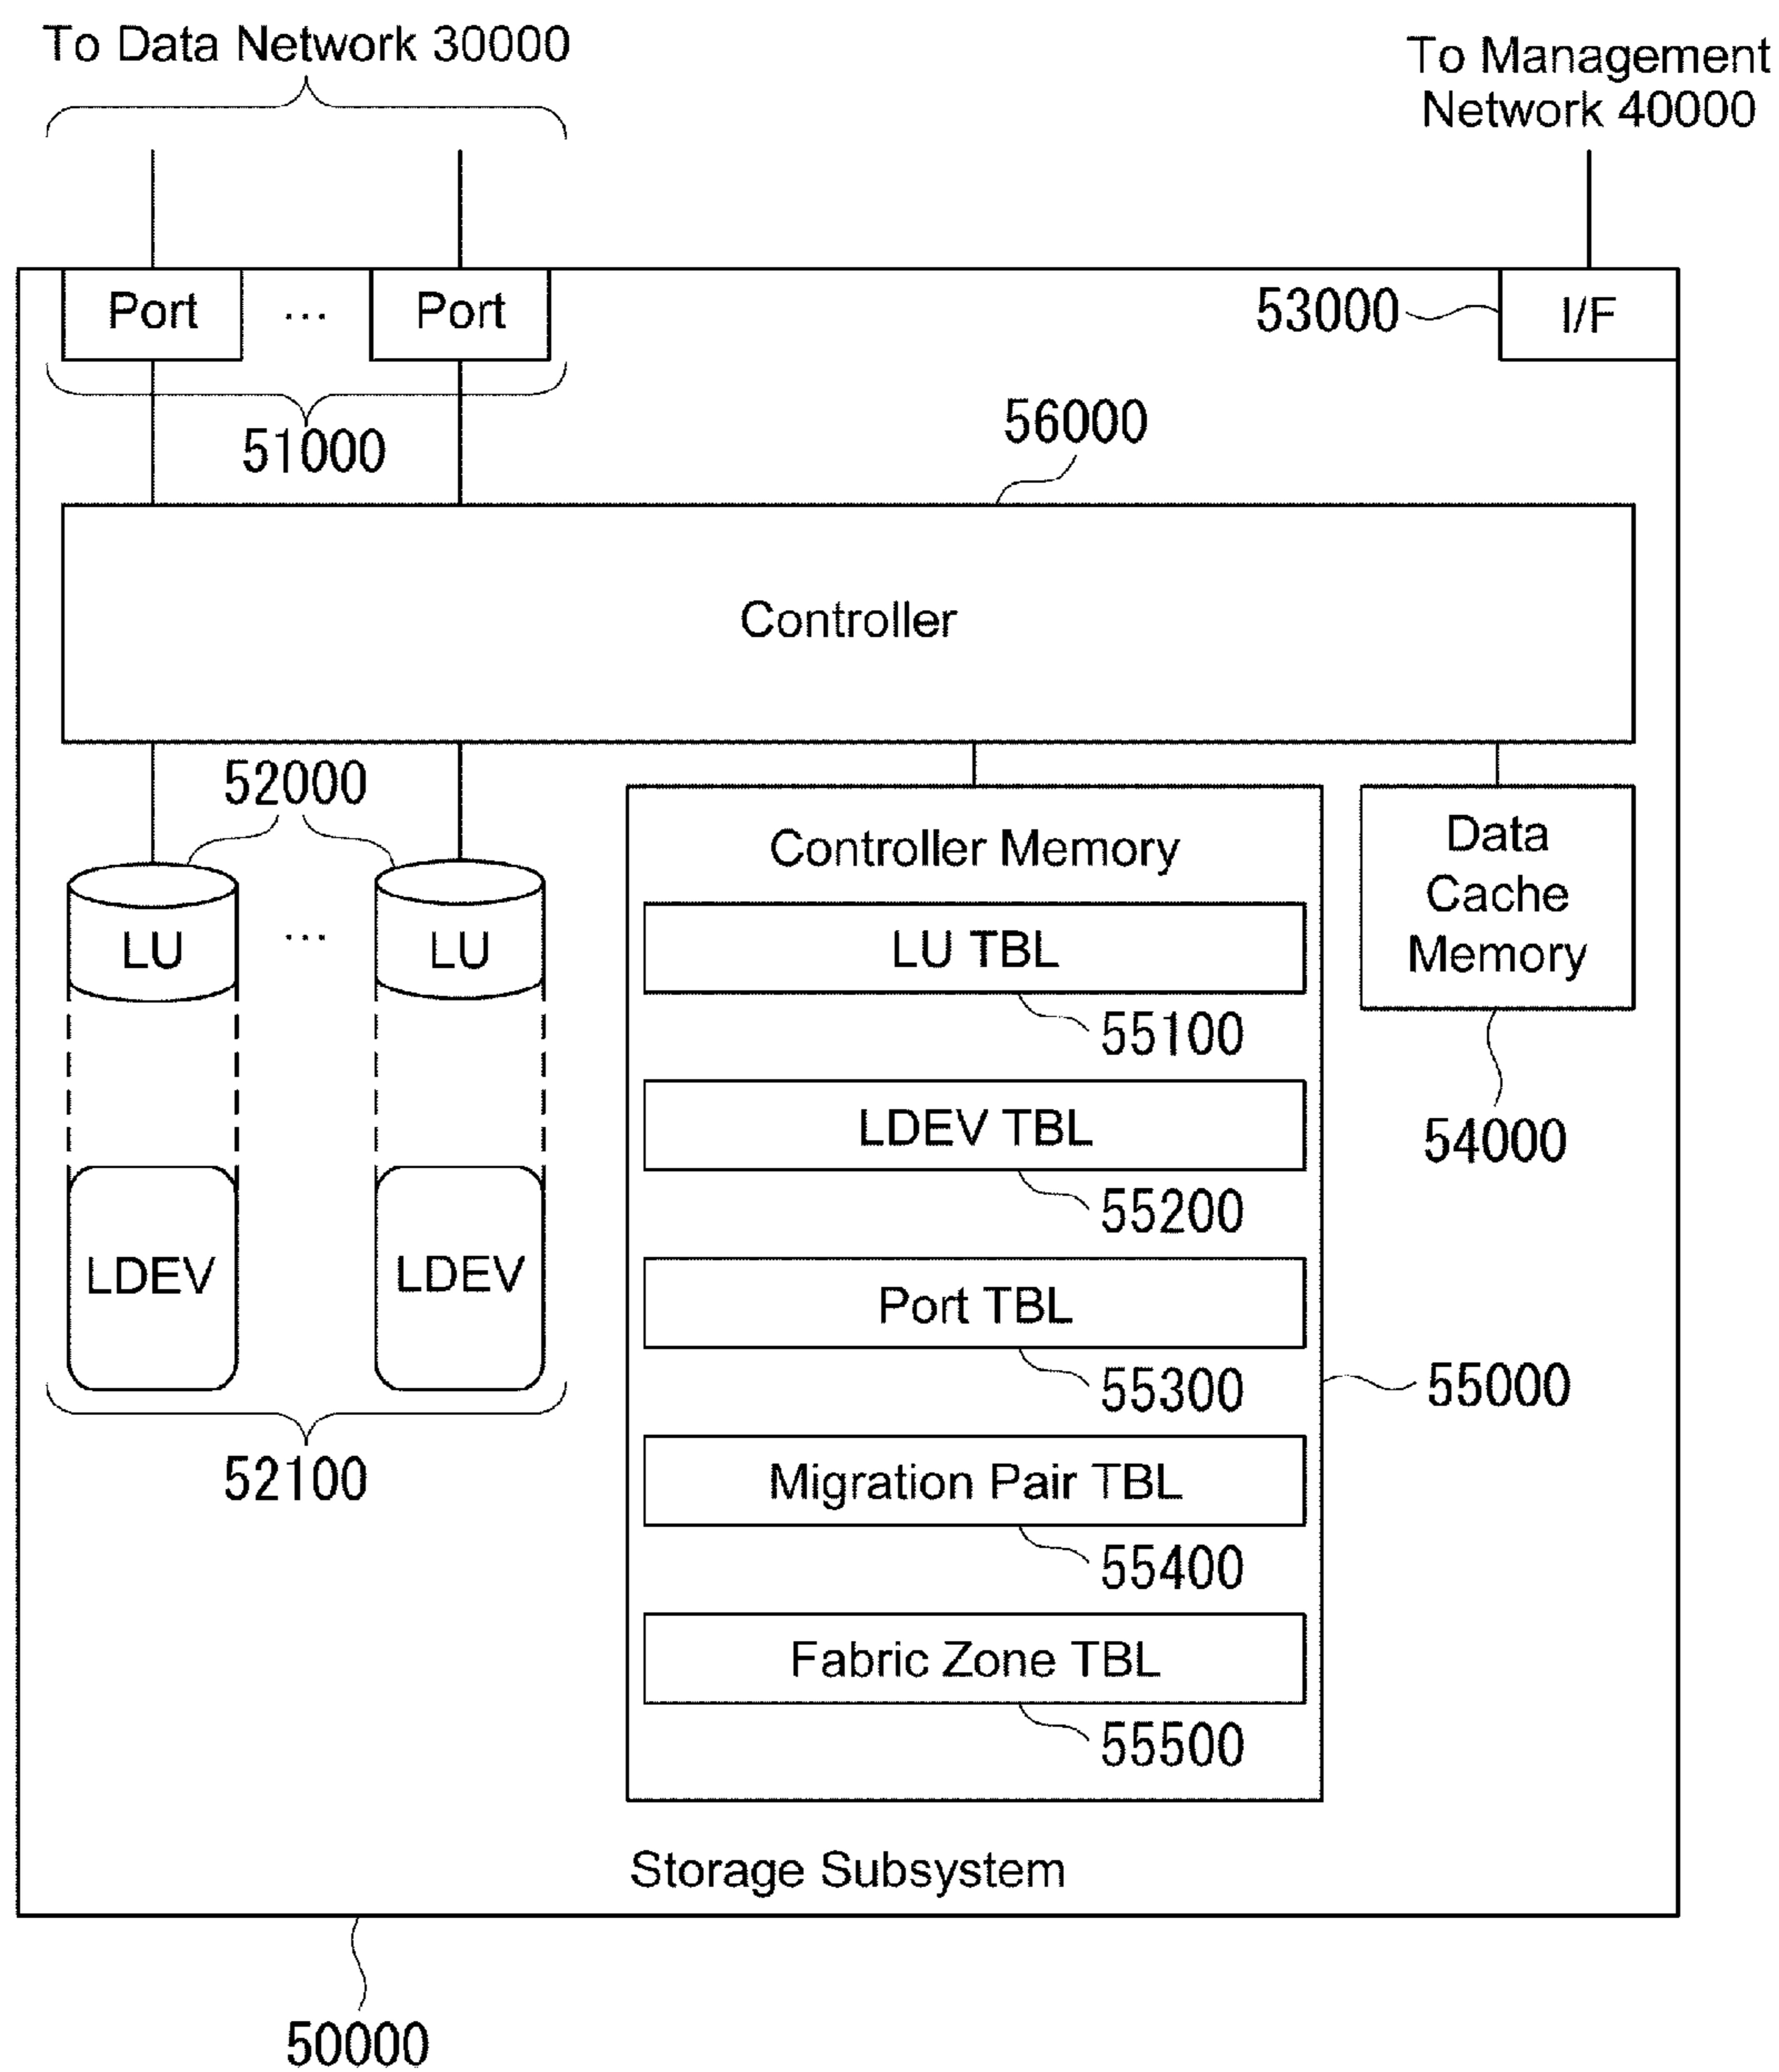 To Data Network 30000
To Management
Network 40000
Port
...
Port
53000
I/F
51000
56000
Controller
52000
LU
...
LU
Controller Memory
LU TBL
55100
LDEV TBL
55200
Port TBL
55300
Migration Pair TBL
55400
Fabric Zone TBL
55500
55000
Data
Cache
Memory
54000
LDEV
LDEV
52100
Storage Subsystem
50000